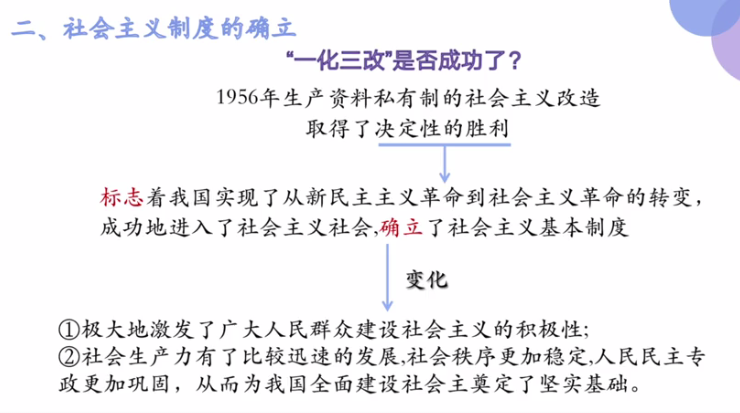 二、社会主义制度的确立
“一化三改”是否成功了？
1956年生产资料私有制的社会主义改造
取得了决定性的胜利
标志着我国实现了从新民主主义革命到社会主义革命的转变，
成功地进入了社会主义社会,确立了社会主义基本制度
变化
①极大地激发了广大人民群众建设社会主义的积极性;
②社会生产力有了比较迅速的发展,社会秩序更加稳定,人民民主专
政更加巩固，从而为我国全面建设社会主奠定了坚实基础。